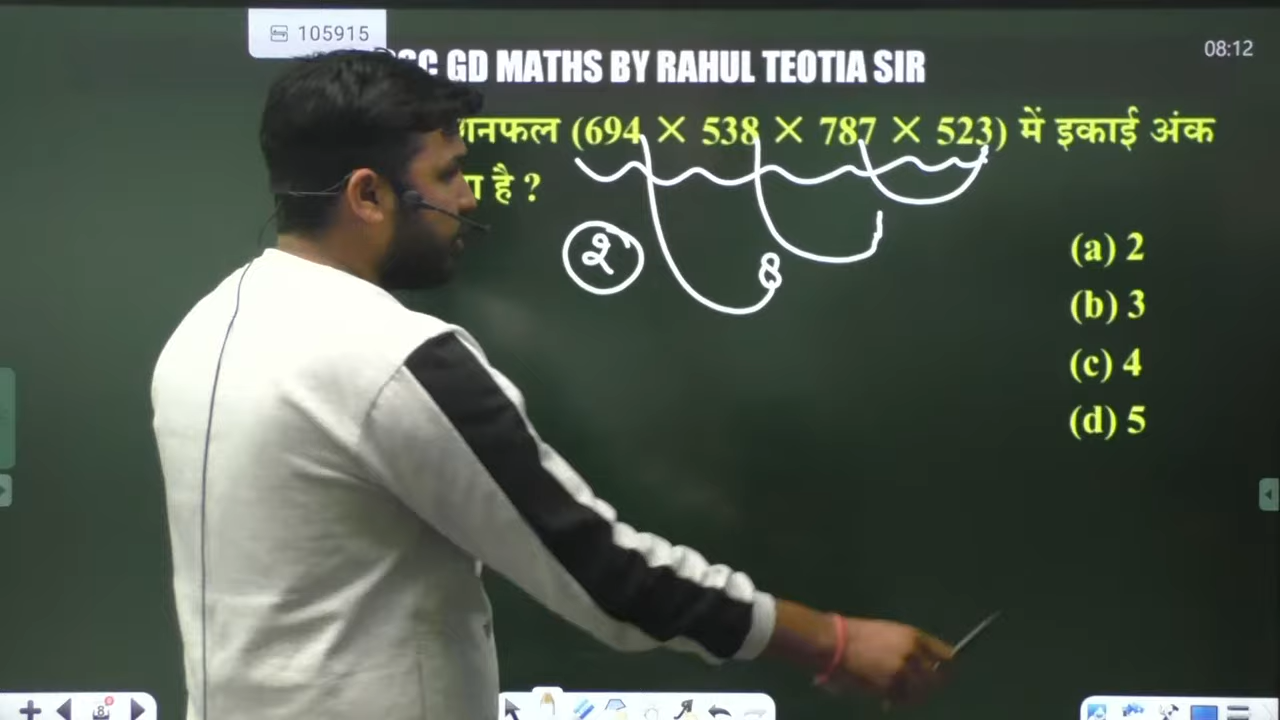 105915
08:12
GD MATHS BY RAHUL TEOTIA SIR
(694 × 538 × 787 × 523) में इकाई अंक
है ?
2
8
(a) 2
(b) 3
(c) 4
(d) 5